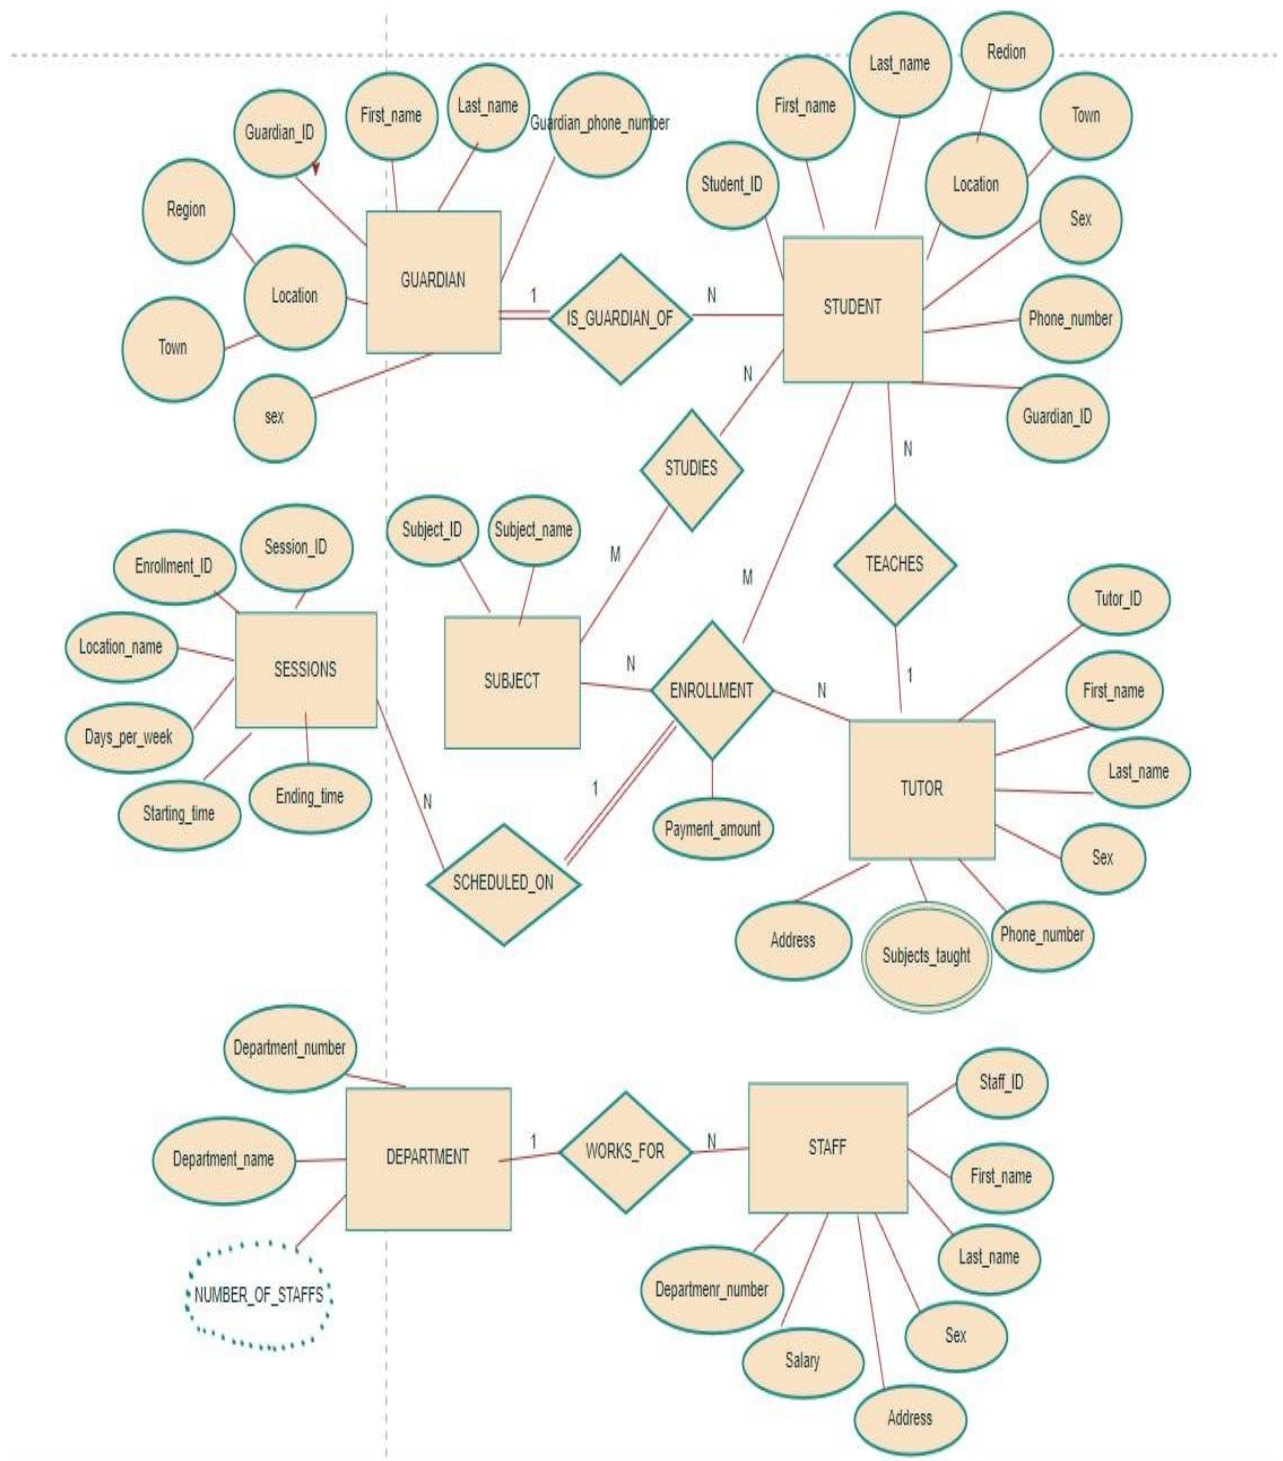 Redion
Last_name
First_name
Last_name
First_name
Guardian_phone_number
Town
Guardian_ID
Student_ID
Location
Region
Sex
GUARDIAN
Location
1
N
STUDENT
IS_GUARDIAN_OF
Phone_number
Town
N
sex
Guardian_ID
N
STUDIES
Subject_ID
Subject_name
Session_ID
M
Enrollment_ID
TEACHES
M
Tutor_ID
Location_name
SESSIONS
SUBJECT
N
ENROLLMENT
N
1
First_name
Days_per_week
Last_name
1
TUTOR
Ending_time
N
Starting_time
Payment_amount
Sex
SCHEDULED_ON
Address
Subjects_taught
Phone_number
Department_number
Staff_ID
DEPARTMENT
1
WORKS_FOR
N
STAFF
Department_name
First_name
Last_name
Departmenr_number
NUMBER_OF_STAFFS
Sex
Salary
Address